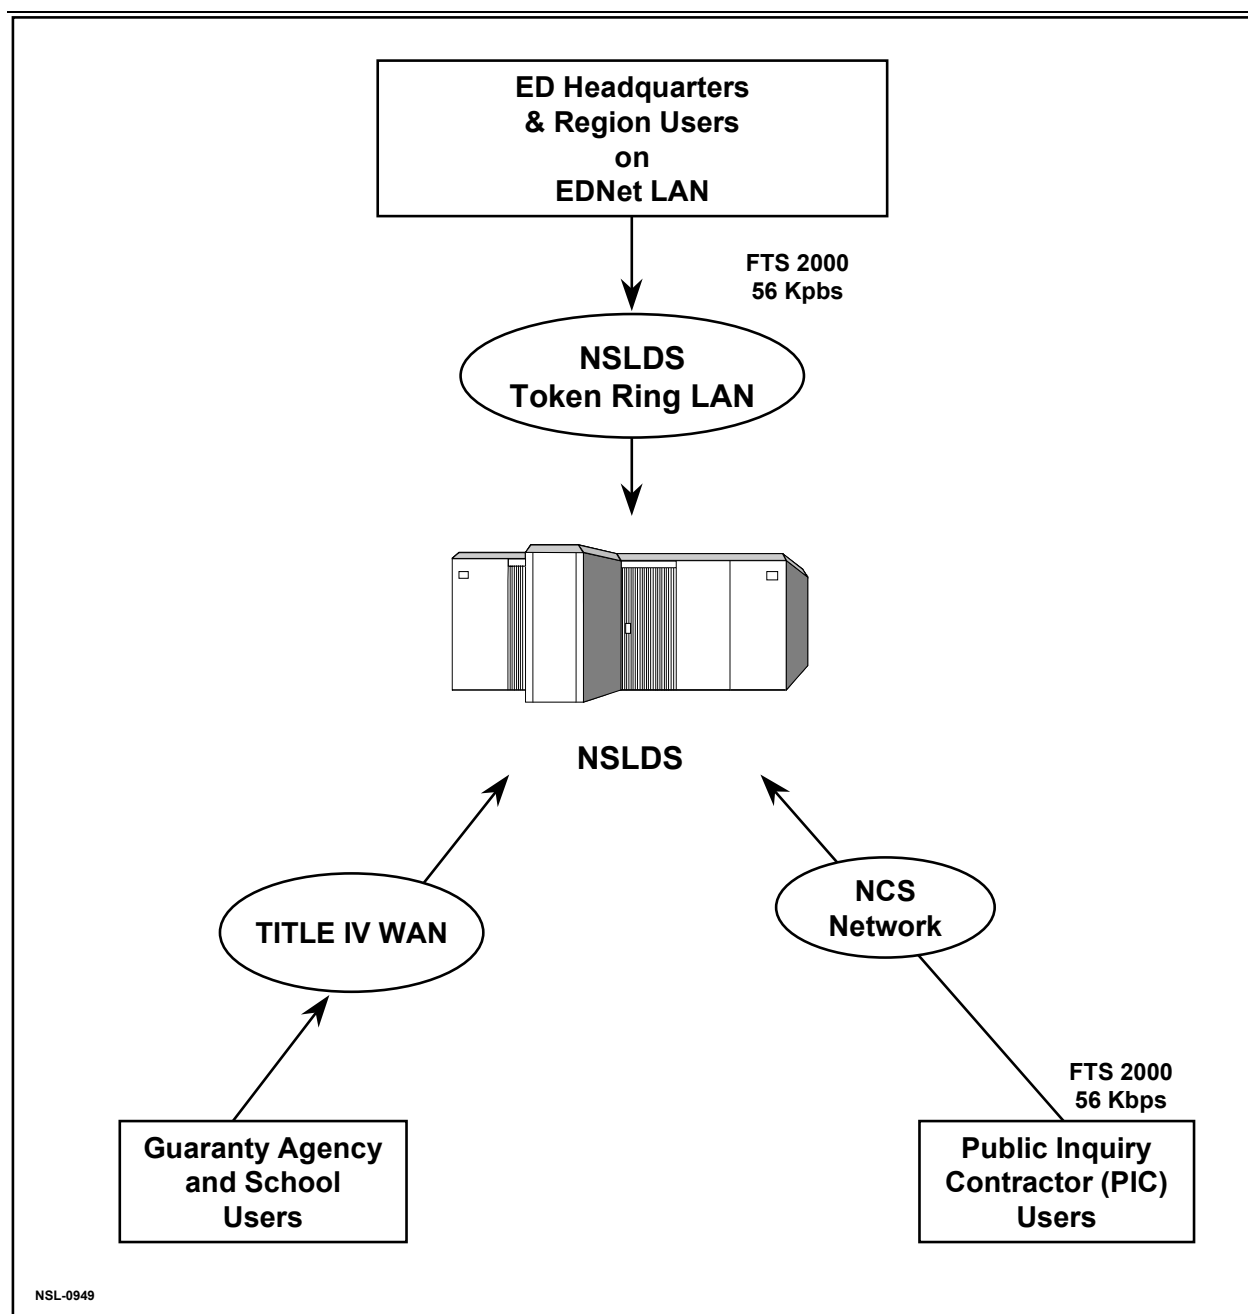 ED Headquarters
& Region Users
on
EDNet LAN
FTS 2000
56 Kpbs
NSLDS
Token Ring LAN
NSLDS
TITLE IV WAN
NCS
Network
FTS 2000
56 Kbps
Guaranty Agency
and School
Users
Public Inquiry
Contractor (PIC)
Users
NSL-0949